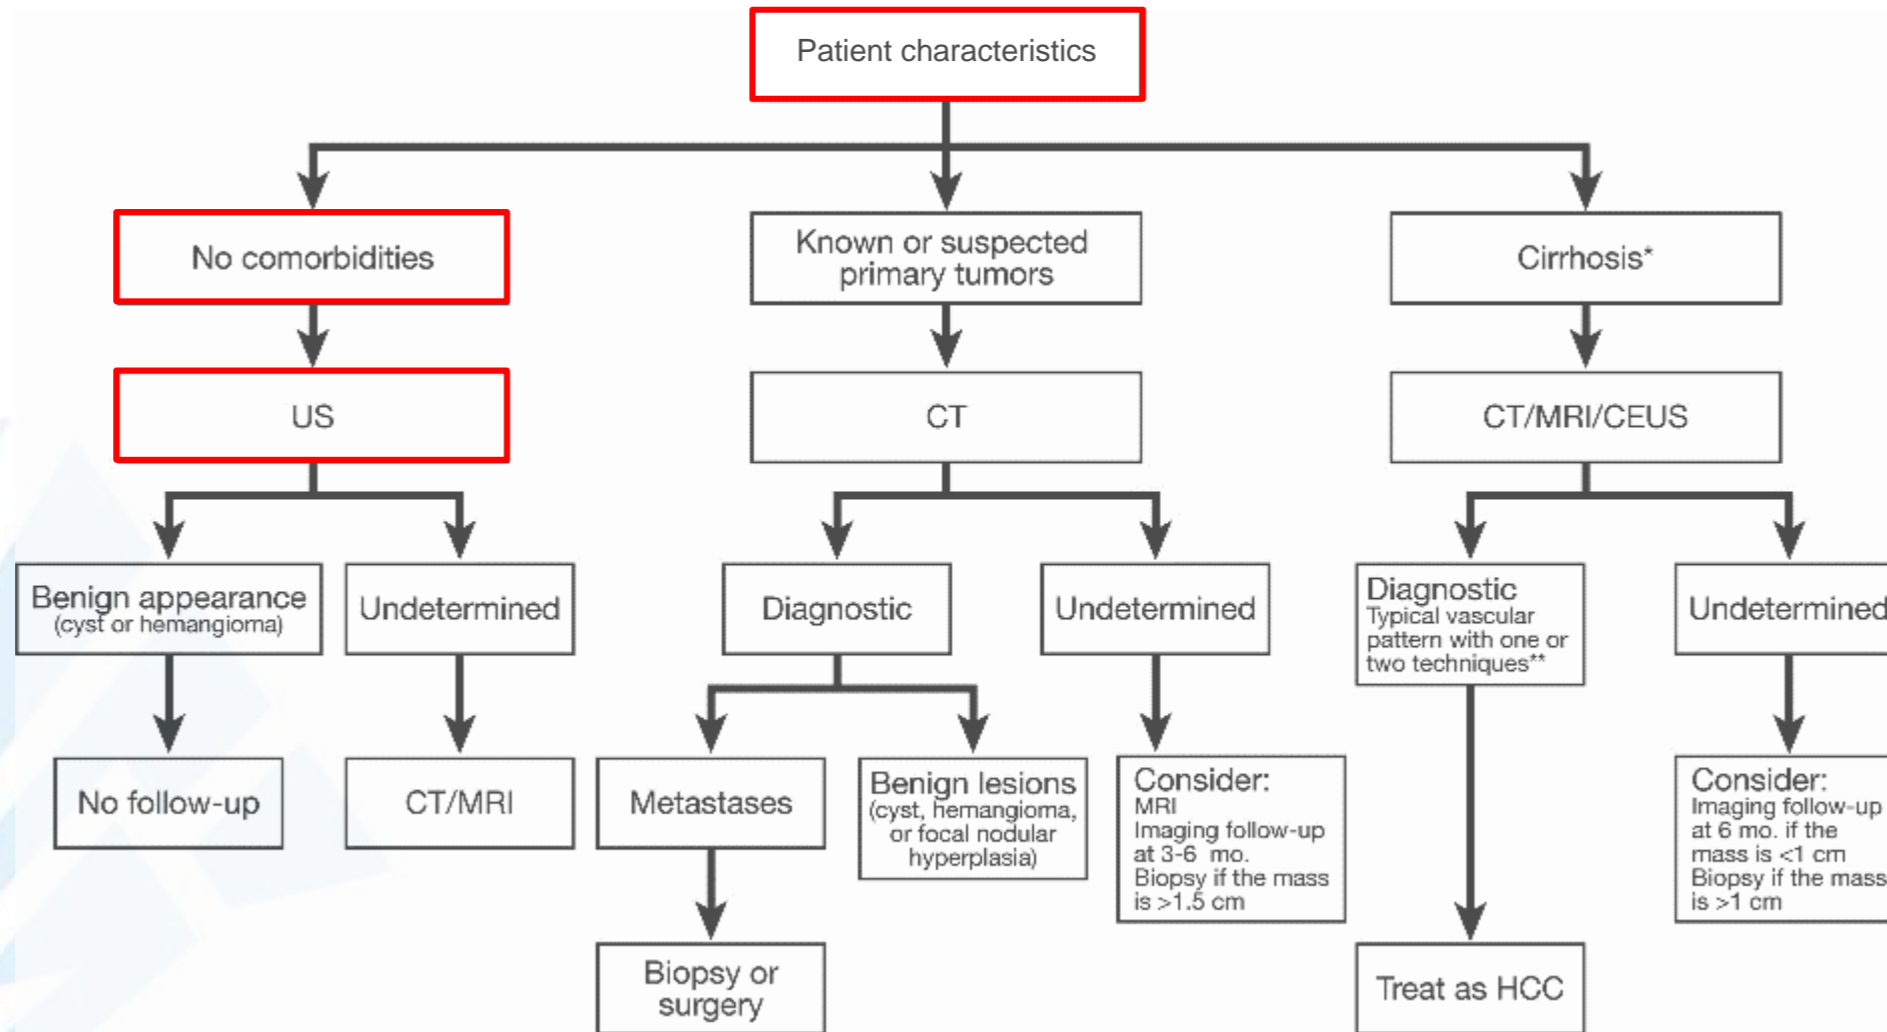 Patient characteristics
No comorbidities
Known or suspected
primary tumors
Cirrhosis*
US
CT
CT/MRI/CEUS
Benign appearance
(cyst or hemangioma)
Undetermined
Diagnostic
Undetermined
Diagnostic
Typical vascular
pattern with one or
two techniques**
Undetermined
No follow-up
CT/MRI
Metastases
Benign lesions
(cyst, hemangioma,
or focal nodular
hyperplasia)
Consider:
MRI
Imaging follow-up
at 3-6 mo.
Biopsy if the mass
is >1.5 cm
Consider:
Imaging follow-up
at 6 mo. if the
mass is <1 cm
Biopsy if the mass
is >1 cm
Biopsy or
surgery
Treat as HCC